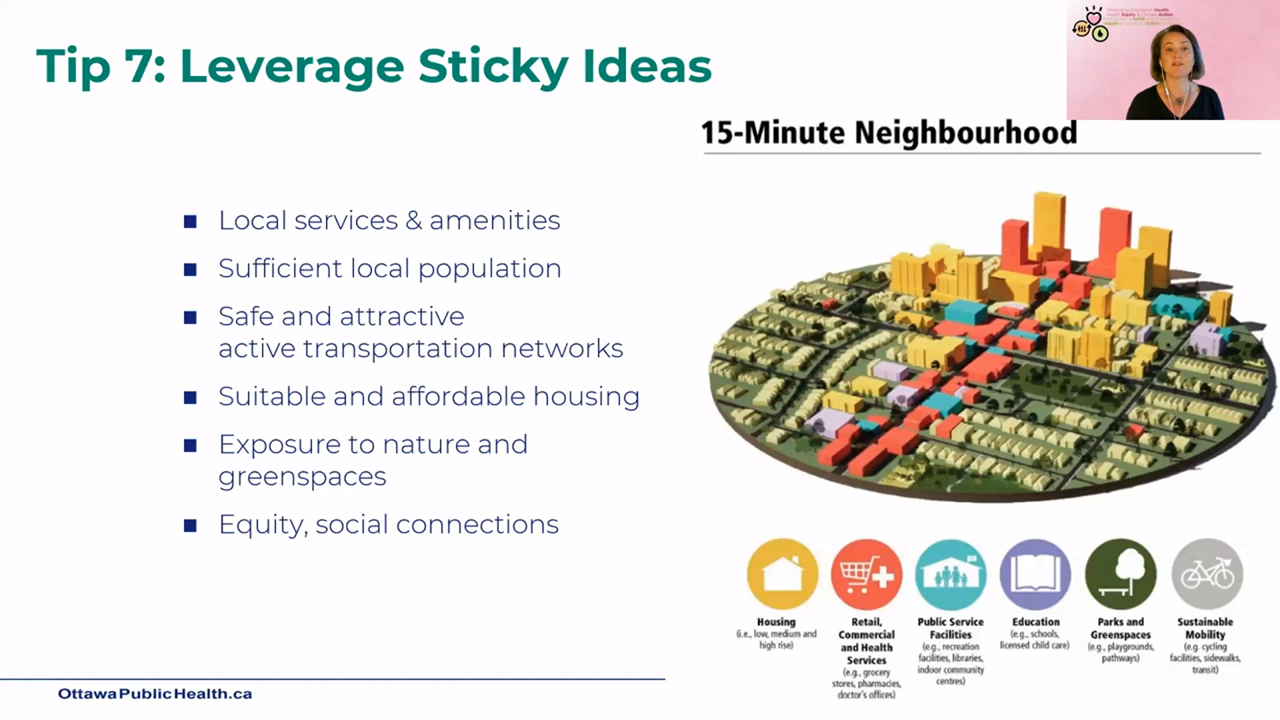 Tip 7: Leverage Sticky Ideas
15-Minute Neighbourhood
Local services & amenities
Sufficient local population
Safe and attractive
active transportation networks
Suitable and affordable housing
Exposure to nature and
greenspaces
Equity, social connections
Housing
(i.e., low, medium and
high rise)
Retail,
Commercial
and Health
Services
(e.g., grocery
stores, pharmacies,
doctor's offices)
Public Service
Facilities
(e.g., recreation
facilities, libraries,
indoor community
centres)
Education
(e.g., schools,
licensed child care)
Parks and
Greenspaces
(e.g., playgrounds,
pathways)
Sustainable
Mobility
(e.g. cycling
facilities, sidewalks,
transit)
OttawaPublicHealth.ca